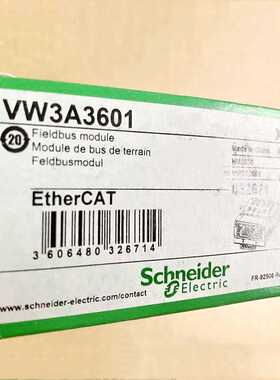 VW3A3601
20
Fieldbus module
Module de bus de terrain
Feldbusmodul
EtherCAT
3 606480 326714
Schneider
Electric
www.schneider-electric.com/contact